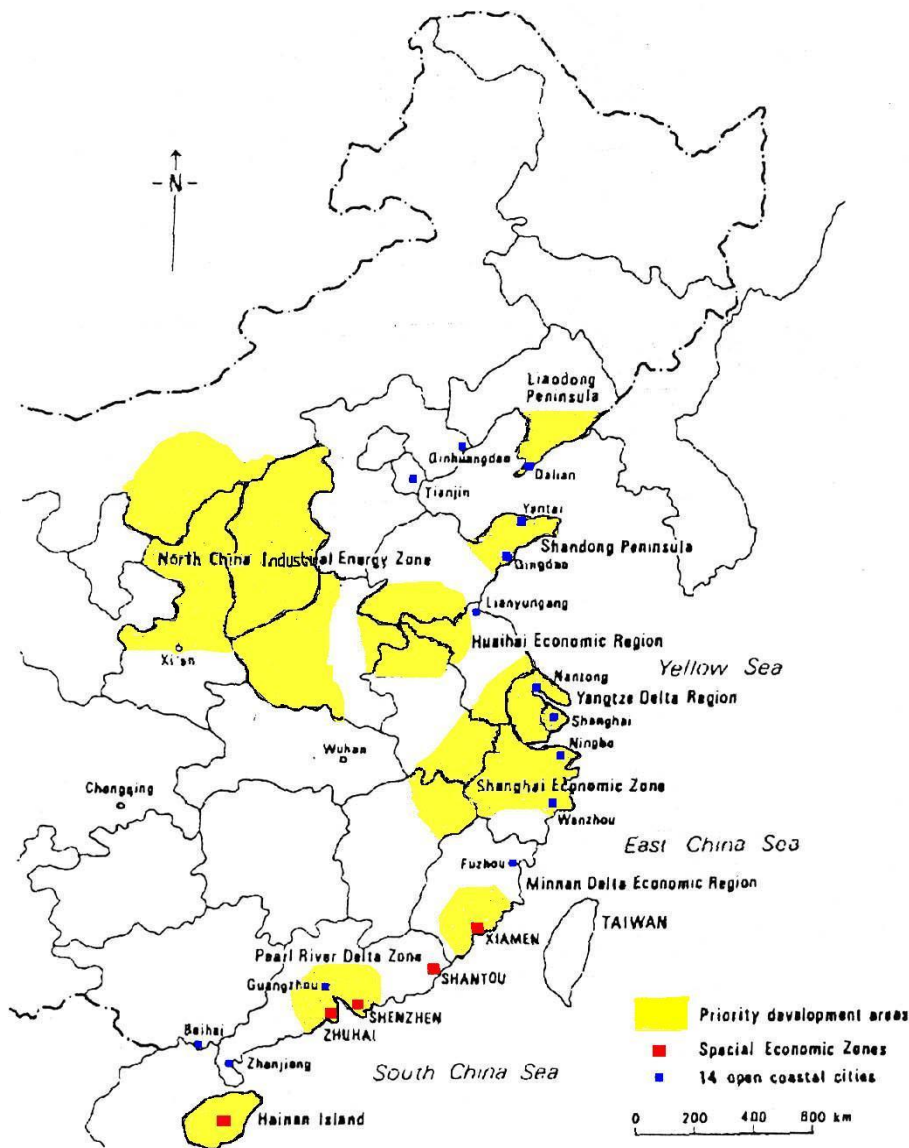 N
Liaodong
Peninsula
Qinhuangdao
Dalian
Tianjin
Yantai
Shandong Peninsula
Qingdao
North China Industrial Energy Zone
Lianyungang
Huaihai Economic Region
Xi'an
Yellow Sea
Nantong
Yangtze Delta Region
Shanghai
Ningbo
Wuhan
Shanghai Economic Zone
Chongqing
Wanzhou
East China Sea
Fuzhou
Minnan Delta Economic Region
TAIWAN
XIAMEN
Pearl River Delta Zone
SHANTOU
Guangzhou
SHENZHEN
ZHUHAI
Beihai
Zhanjiang
South China Sea
Hainan Island
Priority development areas
Special Economic Zones
14 open coastal cities
0 200 400 600 km